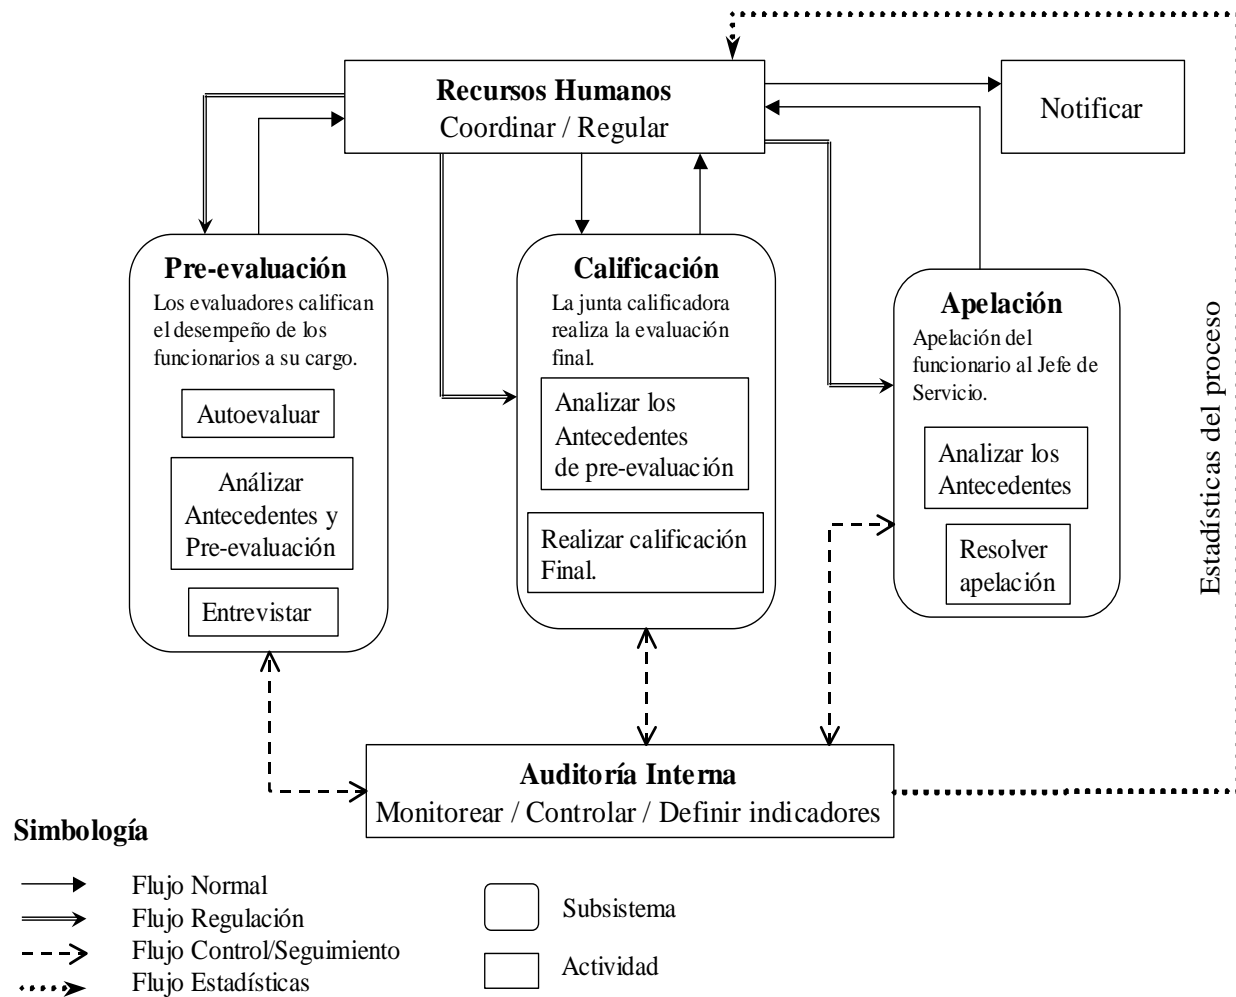 Recursos Humanos
Coordinar / Regular
Notificar
Pre-evaluación
Los evaluadores califican
el desempeño de los
funcionarios a su cargo.
Autoevaluar
Análizar
Antecedentes y
Pre-evaluación
Entrevistar
Calificación
La junta calificadora
realiza la evaluación
final.
Analizar los
Antecedentes
de pre-evaluación
Realizar calificación
Final.
Apelación
Apelación del
funcionario al Jefe de
Servicio.
Analizar los
Antecedentes
Resolver
apelación
Estadísticas del proceso
Auditoría Interna
Monitorear / Controlar / Definir indicadores
Simbología
Flujo Normal
Flujo Regulación
Flujo Control/Seguimiento
Flujo Estadísticas
Subsistema
Actividad